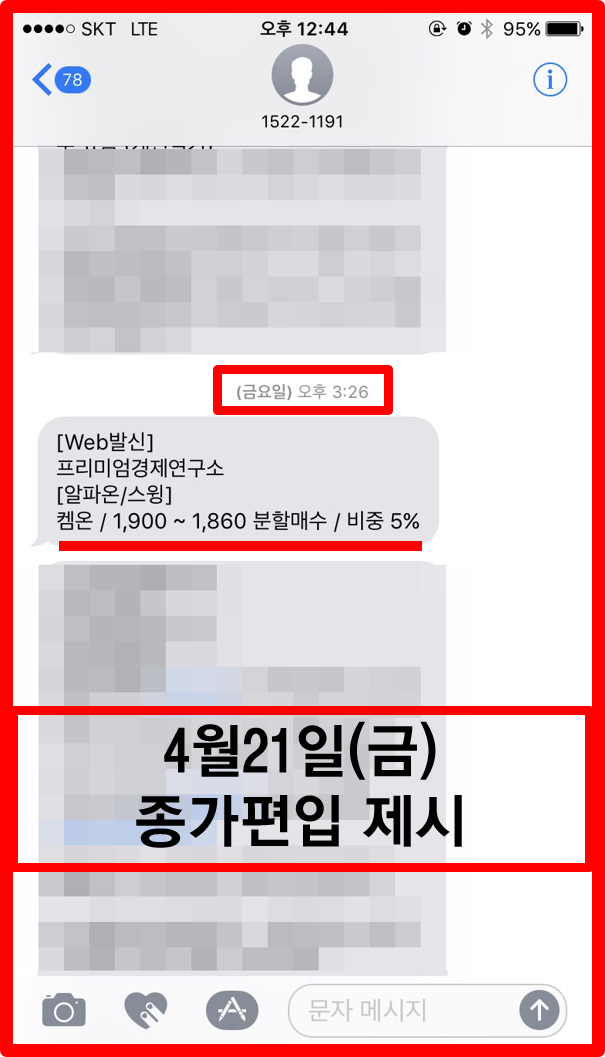 SKT LTE 오후 12:44 95%
78
1522-1191
(금요일) 오후 3:26
[Web발신]
프리미엄경제연구소
[알파온/스윙]
켐온 / 1,900 ~ 1,860 분할매수 / 비중 5%
4월21일(금)
종가편입 제시
문자 메시지